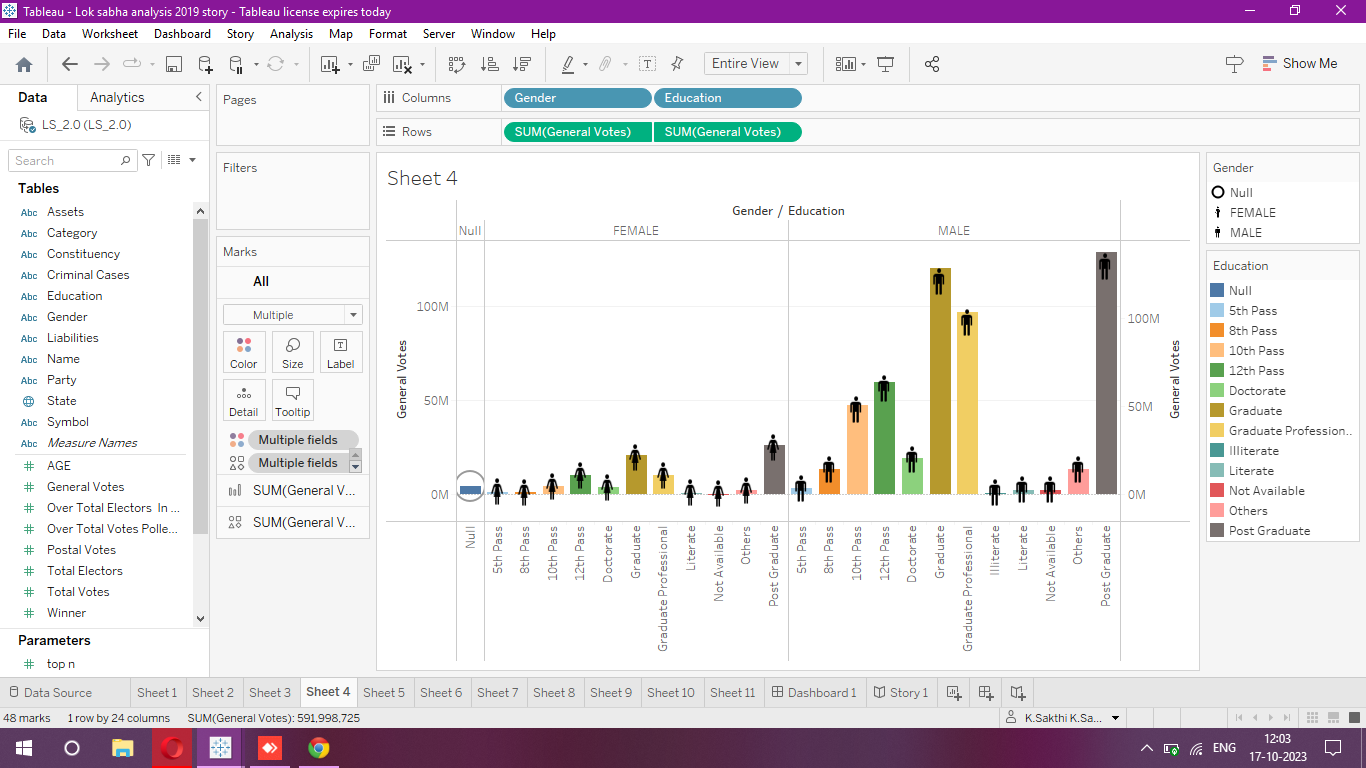 Tableau - Lok sabha analysis 2019 story - Tableau license expires today
File Data Worksheet Dashboard Story Analysis Map Format Server Window Help
Entire View
Show Me
Data Analytics
LS_2.0 (LS_2.0)
Search
Tables
Abc Assets
Abc Category
Abc Constituency
Abc Criminal Cases
Abc Education
Abc Gender
Abc Liabilities
Abc Name
Abc Party
State
Abc Symbol
Abc Measure Names
# AGE
# General Votes
# Over Total Electors In ...
# Over Total Votes Polle...
# Postal Votes
# Total Electors
# Total Votes
# Winner
Parameters
# top n
Pages
Filters
Marks
All
Multiple
Color Size Label
Detail Tooltip
Multiple fields
Multiple fields
SUM(General V...
SUM(General V...
Columns Gender Education
Rows SUM(General Votes) SUM(General Votes)
Sheet 4
Gender / Education
Null FEMALE MALE
General Votes
100M
50M
0M
100M
50M
0M
General Votes
Null
5th Pass
8th Pass
10th Pass
12th Pass
Doctorate
Graduate
Graduate Professional
Literate
Not Available
Others
Post Graduate
5th Pass
8th Pass
10th Pass
12th Pass
Doctorate
Graduate
Graduate Professional
Illiterate
Literate
Not Available
Others
Post Graduate
Gender
Null
FEMALE
MALE
Education
Null
5th Pass
8th Pass
10th Pass
12th Pass
Doctorate
Graduate
Graduate Profession...
Illiterate
Literate
Not Available
Others
Post Graduate
Data Source Sheet 1 Sheet 2 Sheet 3 Sheet 4 Sheet 5 Sheet 6 Sheet 7 Sheet 8 Sheet 9 Sheet 10 Sheet 11 Dashboard 1 Story 1
48 marks 1 row by 24 columns SUM(General Votes): 591,998,725
K.Sakthi K.Sa...
ENG
12:03
17-10-2023